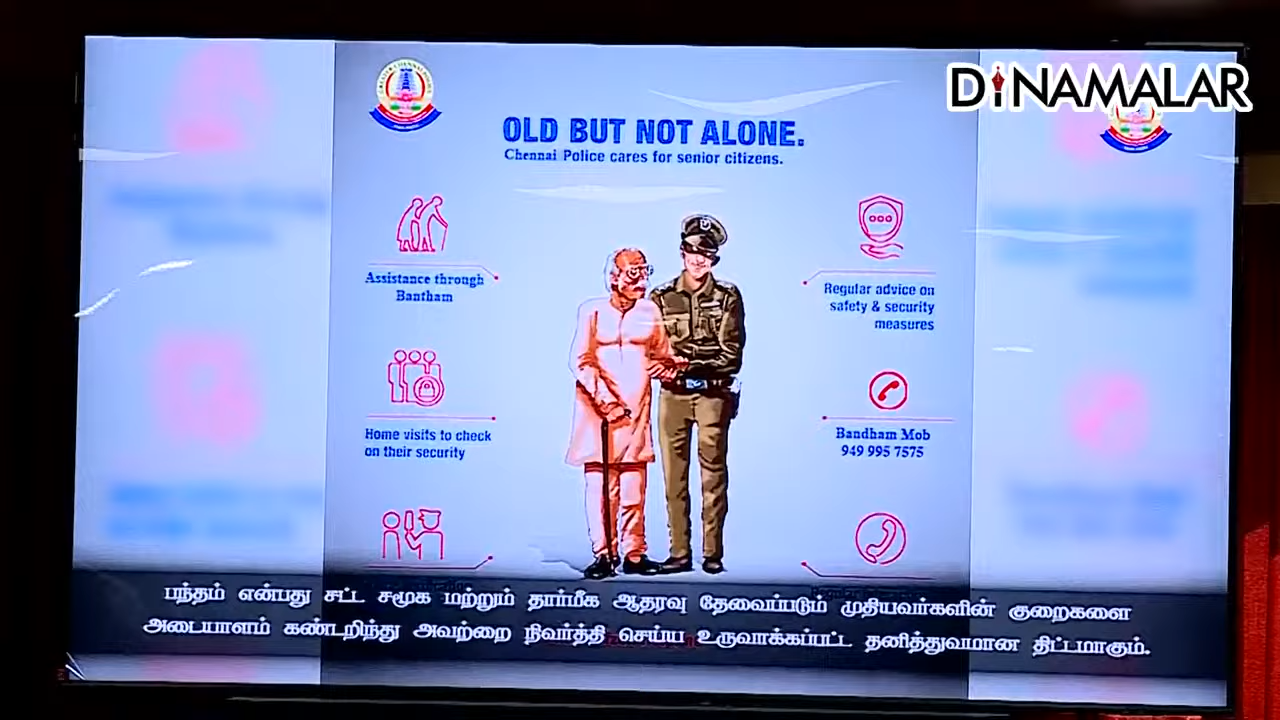 DINAMALAR
OLD BUT NOT ALONE.
Chennai Police cares for senior citizens.
Assistance through
Bantham
Home visits to check
on their security
Regular advice on
safety & security
measures
Bandham Mob
949 995 7575
பந்தம் என்பது சட்ட சமூக மற்றும் தார்மீக ஆதரவு தேவைப்படும் முதியவர்களின் குறைகளை
அடையாளம் கண்டறிந்து அவற்றை நிவர்த்தி செய்ய உருவாக்கப்பட்ட தனித்துவமான திட்டமாகும்.